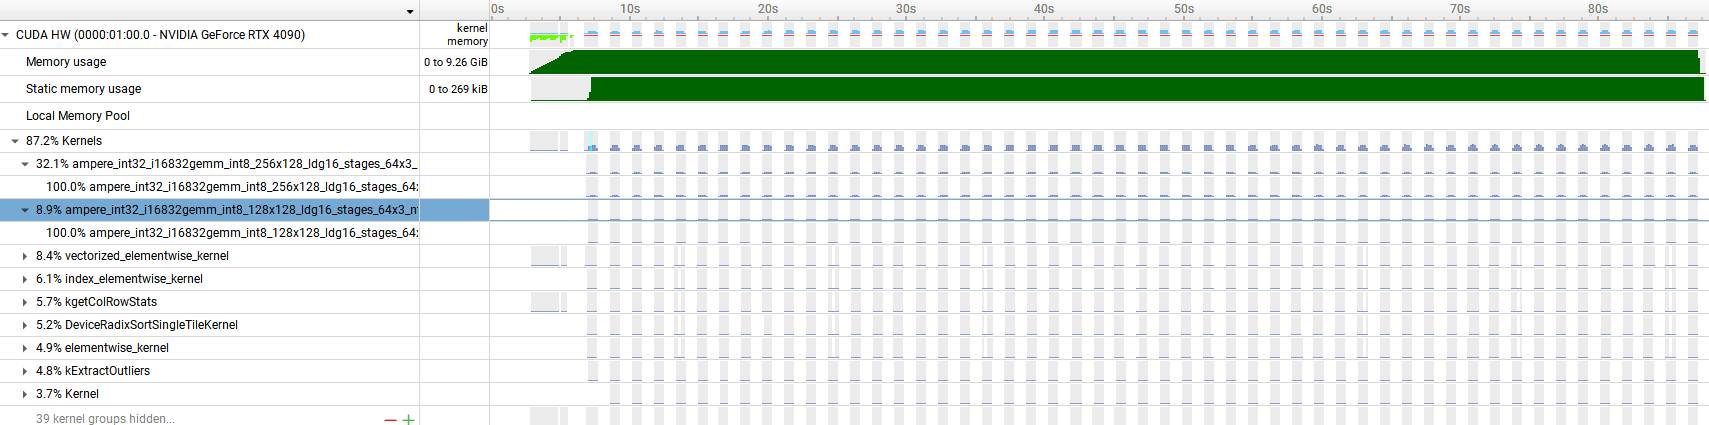 0s 10s 20s 30s 40s 50s 60s 70s 80s
CUDA HW (0000:01:00.0 - NVIDIA GeForce RTX 4090) kernel
memory
Memory usage 0 to 9.26 GiB
Static memory usage 0 to 269 kiB
Local Memory Pool
87.2% Kernels
32.1% ampere_int32_i16832gemm_int8_256x128_ldg16_stages_64x3_
100.0% ampere_int32_i16832gemm_int8_256x128_ldg16_stages_64
8.9% ampere_int32_i16832gemm_int8_128x128_ldg16_stages_64x3_
100.0% ampere_int32_i16832gemm_int8_128x128_ldg16_stages_64
8.4% vectorized_elementwise_kernel
6.1% index_elementwise_kernel
5.7% kgetColRowStats
5.2% DeviceRadixSortSingleTileKernel
4.9% elementwise_kernel
4.8% kExtractOutliers
3.7% Kernel
39 kernel groups hidden...